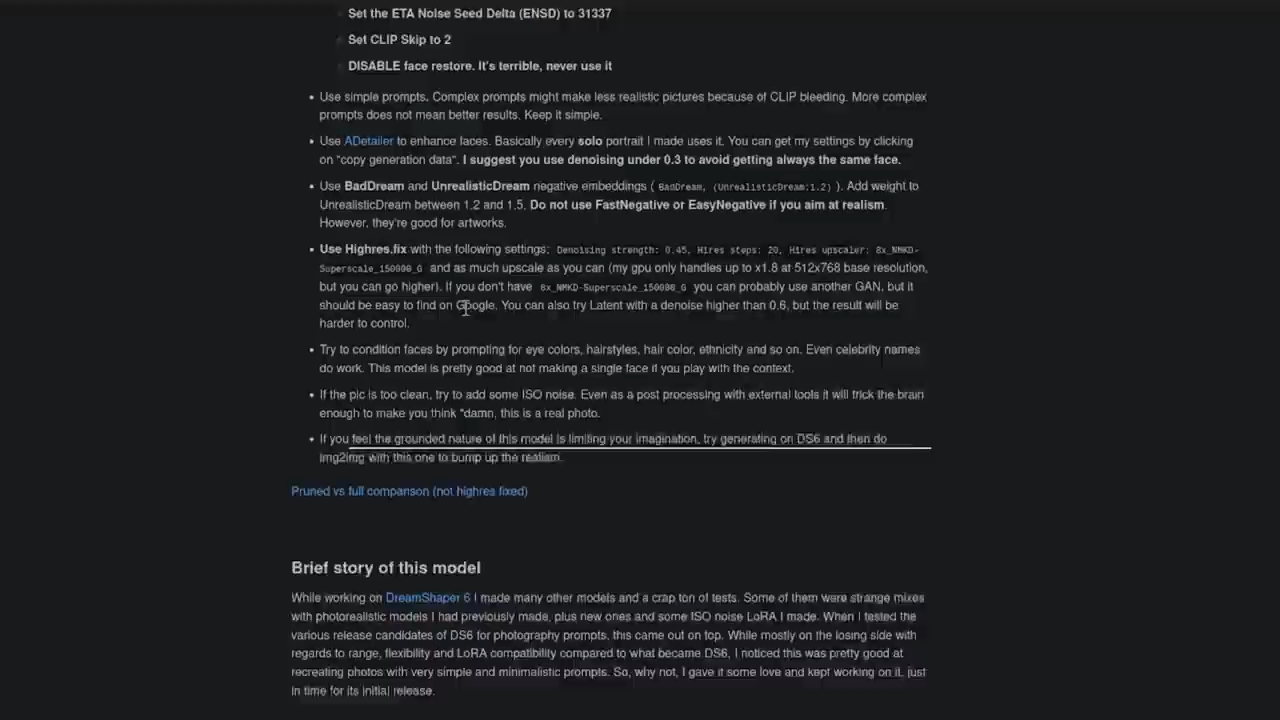 Set the ETA Noise Seed Delta (ENSD) to 31337
Set CLIP Skip to 2
DISABLE face restore. It's terrible, never use it
Use simple prompts. Complex prompts might make less realistic pictures because of CLIP bleeding. More complex
prompts does not mean better results. Keep it simple.
Use ADetailer to enhance faces. Basically every solo portrait I made uses it. You can get my settings by clicking
on "copy generation data". I suggest you use denoising under 0.3 to avoid getting always the same face.
Use BadDream and UnrealisticDream negative embeddings ( BadDream, (UnrealisticDream:1.2) ). Add weight to
UnrealisticDream between 1.2 and 1.5. Do not use FastNegative or EasyNegative if you aim at realism.
However, they're good for artworks.
Use Highres.fix with the following settings: Denoising strength: 0.45, Hires steps: 20, Hires upscaler: 8x_NMKD-
Superscale_150000_G and as much upscale as you can (my gpu only handles up to x1.8 at 512x768 base resolution,
but you can go higher). If you don't have 8x_NMKD-Superscale_150000_G you can probably use another GAN, but it
should be easy to find on Google. You can also try Latent with a denoise higher than 0.6, but the result will be
harder to control.
Try to condition faces by prompting for eye colors, hairstyles, hair color, ethnicity and so on. Even celebrity names
do work. This model is pretty good at not making a single face if you play with the context.
If the pic is too clean, try to add some ISO noise. Even as a post processing with external tools it will trick the brain
enough to make you think "damn, this is a real photo.
If you feel the grounded nature of this model is limiting your imagination, try generating on DS6 and then do
img2img with this one to bump up the realism.
Pruned vs full comparison (not highres fixed)
Brief story of this model
While working on DreamShaper 6 I made many other models and a crap ton of tests. Some of them were strange mixes
with photorealistic models I had previously made, plus new ones and some ISO noise LoRA I made. When I tested the
various release candidates of DS6 for photography prompts, this came out on top. While mostly on the losing side with
regards to range, flexibility and LoRA compatibility compared to what became DS6, I noticed this was pretty good at
recreating photos with very simple and minimalistic prompts. So, why not, I gave it some love and kept working on it, just
in time for its initial release.